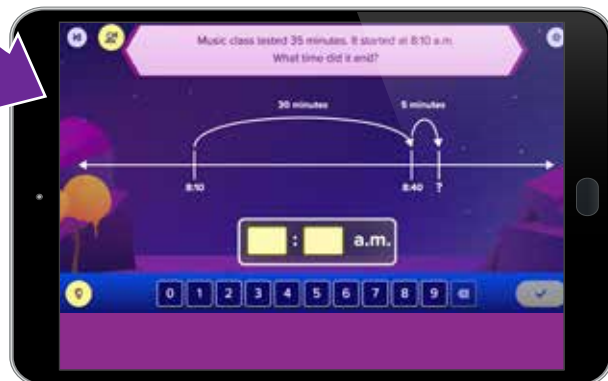 Music class lasted 35 minutes. It started at 8:10 a.m.
What time did it end?
30 minutes 5 minutes
8:10 8:40 ?
: a.m.
0 1 2 3 4 5 6 7 8 9